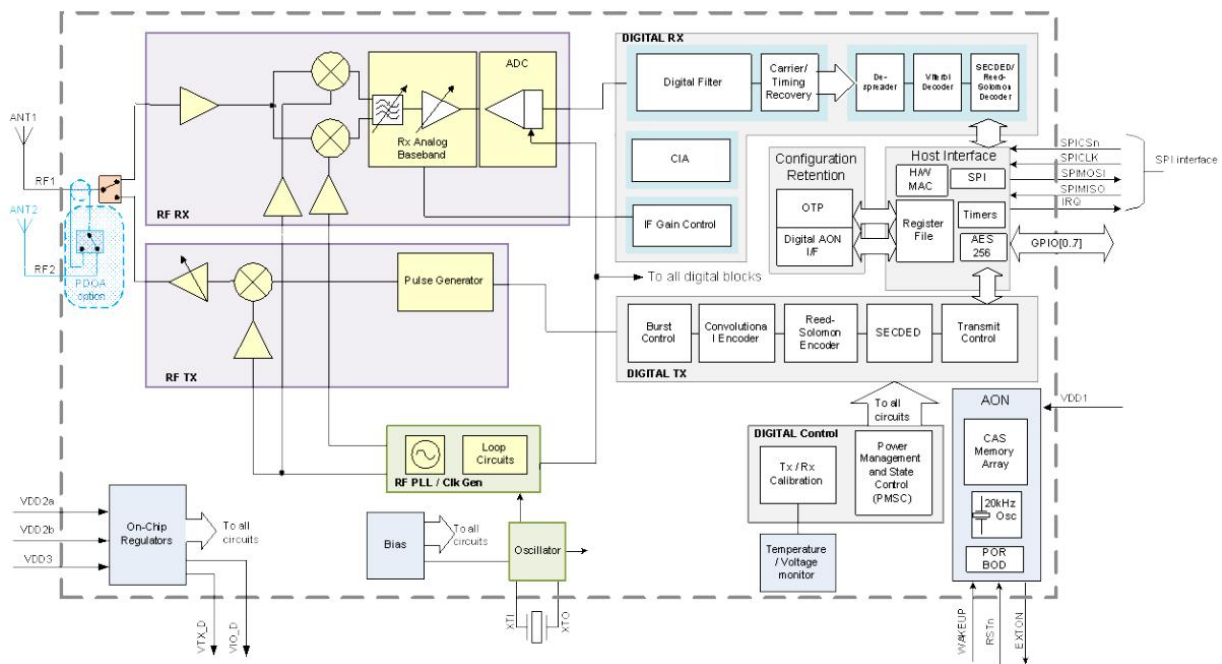 DIGITAL RX
ADC
Digital Filter
Carrier/
Timing
Recovery
De-
spreader
Viterbi
Decoder
SECDED/
Reed-
Solomon
Decoder
ANT1
RF1
ANT2
RF2
PDOA
option
Rx Analog
Baseband
RF RX
CIA
IF Gain Control
Configuration
Retention
OTP
Digital AON
I/F
Host Interface
H/W
MAC
SPI
Register
File
Timers
AES
256
SPICSn
SPICLK
SPIMOSI
SPIMISO
IRQ
SPI interface
GPIO[0..7]
To all digital blocks
Pulse Generator
RF TX
Burst
Control
Convolutiona
l Encoder
Reed-
Solomon
Encoder
SECDED
Transmit
Control
DIGITAL TX
To all
circuits
DIGITAL Control
Tx / Rx
Calibration
Power
Management
and State
Control
(PMSC)
Temperature
/ Voltage
monitor
AON
CAS
Memory
Array
20kHz
Osc
POR
BOD
VDD1
WAKEUP
RSTn
EXTON
Loop
Circuits
RF PLL / Clk Gen
VDD2a
VDD2b
VDD3
On-Chip
Regulators
To all
circuits
VTX_D
VIO_D
Bias
To all
circuits
Oscillator
XTI
XTO